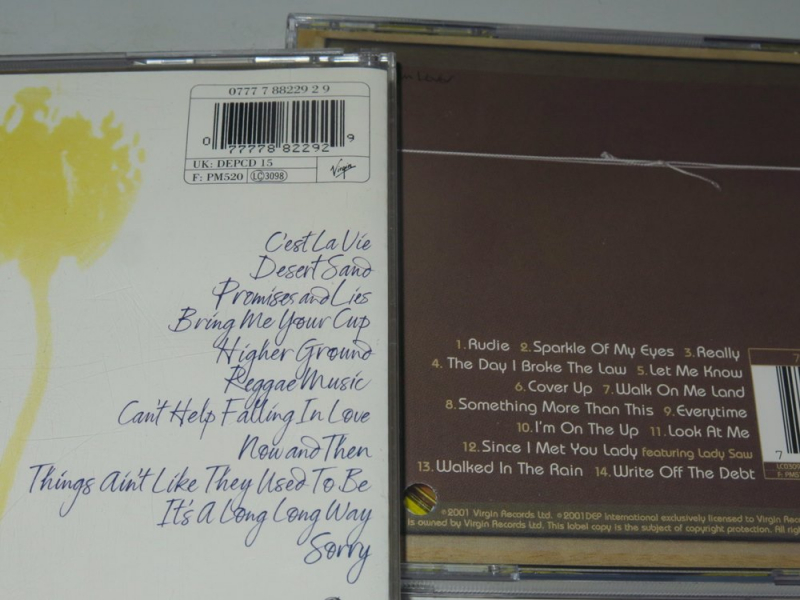 0777 7 88229 2 9
0 77778 82292 9
UK: DEPCD 15
F: PM520 LC3098 Virgin
C'est La Vie
Desert Sand
Promises and Lies
Bring Me Your Cup
Higher Ground
Reggae Music
Can't Help Falling In Love
Now and Then
Things Ain't Like They Used To Be
It's A Long Long Way
Sorry
1.Rudie 2.Sparkle Of My Eyes 3.Really
4. The Day I Broke The Law 5.Let Me Know
6.Cover Up 7.Walk On Me Land
8.Something More Than This 9.Everytime
10.I'm On The Up 11.Look At Me
12.Since I Met You Lady featuring Lady Saw
13.Walked In The Rain 14.Write Off The Debt
7
7
℗2001 Virgin Records Ltd. ©2001 DEP International exclusively licensed to Virgin
is owned by Virgin Records Ltd. This label copy is the subject of copyright protection. All